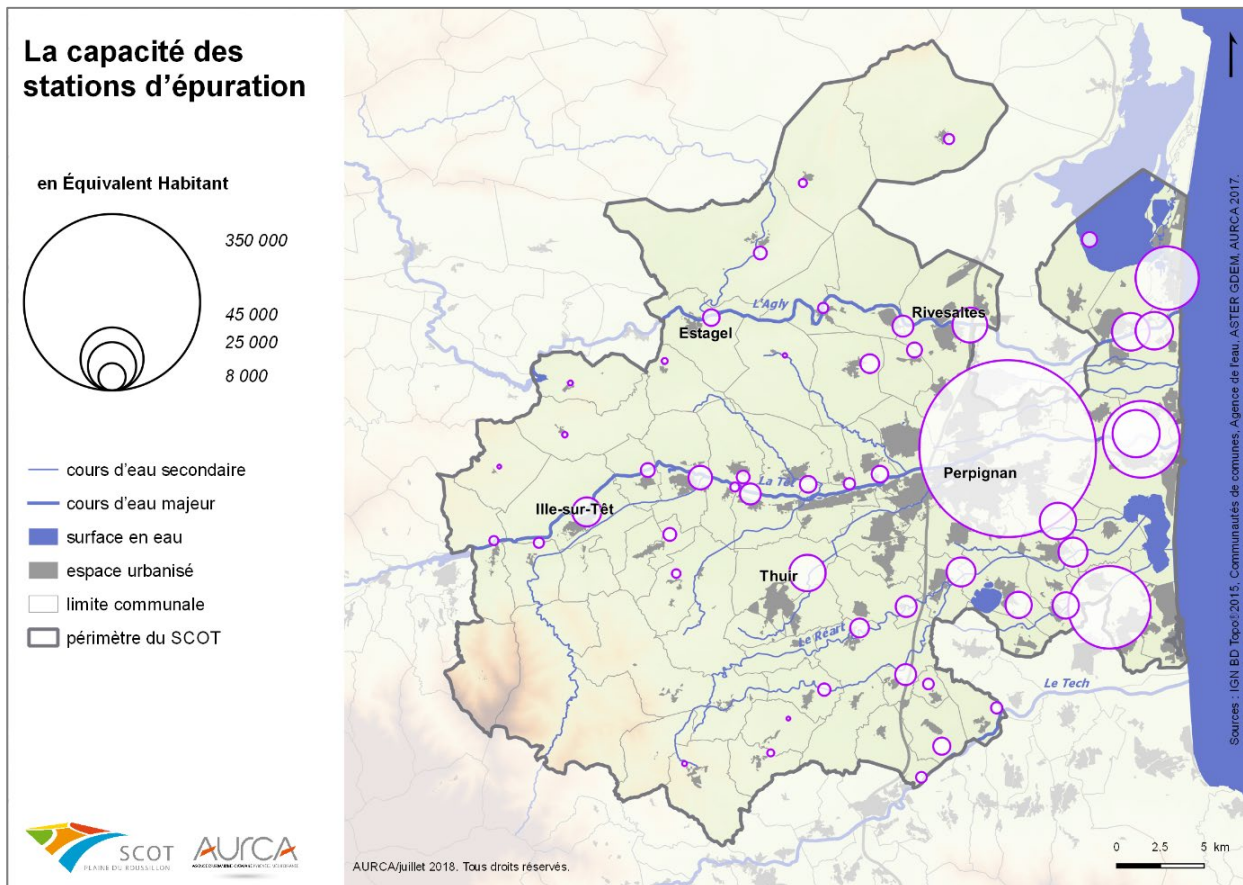 La capacité des
stations d'épuration
en Équivalent Habitant
350 000
45 000
25 000
8 000
cours d'eau secondaire
cours d'eau majeur
surface en eau
espace urbanisé
limite communale
périmètre du SCOT
SCOT
PLAINE DU ROUSSILLON
AURCA
L'Agly
Estagel
Rivesaltes
La Têt
Perpignan
Ille-sur-Têt
Thuir
Le Réart
Le Tech
0 2.5 5 km
AURCA/juillet 2018. Tous droits réservés.
Sources : IGN BD Topo 2015, Communautés de comunes, Agence de l'eau, ASTER GDEM, AURCA 2017.